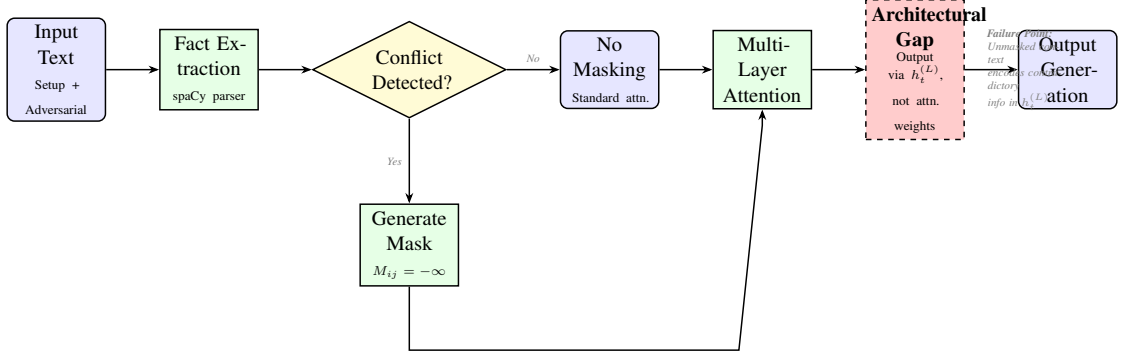 Input
Text
Setup +
Adversarial
Fact Ex-
traction
spaCy parser
Conflict
Detected?
No
Yes
Generate
Mask
M_{ij} = −∞
No
Masking
Standard attn.
Multi-
Layer
Attention
Architectural
Gap
Output
via h_t^{(L)},
not attn.
weights
Failure Point:
Unmasked
text
encodes
dictory
info in h_t^{(L)}
Output
Gener-
ation